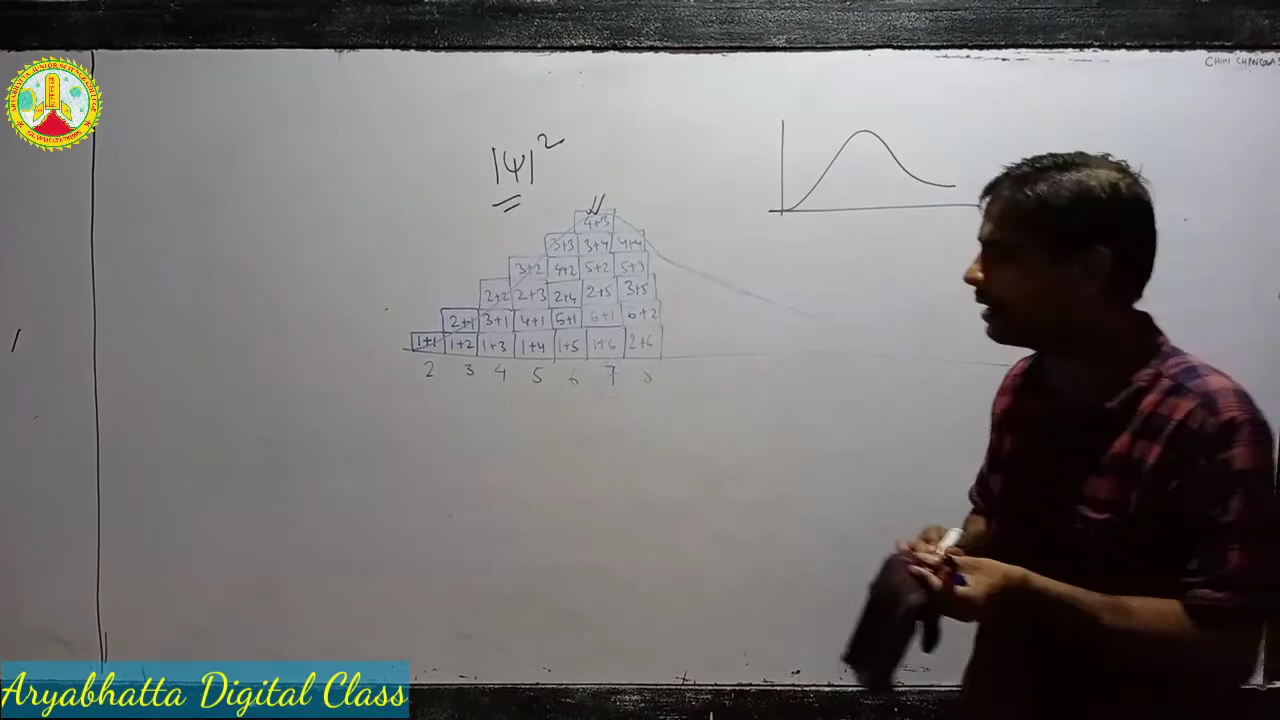 CHIM CHANDRAS
|ψ|²
4+3
3+3 3+4 4+4
3+2 4+2 5+2 5+3
2+2 2+3 2+4 2+5 3+5
2+1 3+1 4+1 5+1 6+1 6+2
1+1 1+2 1+3 1+4 1+5 1+6 2+6
2 3 4 5 6 7 8
Aryabhatta Digital Class